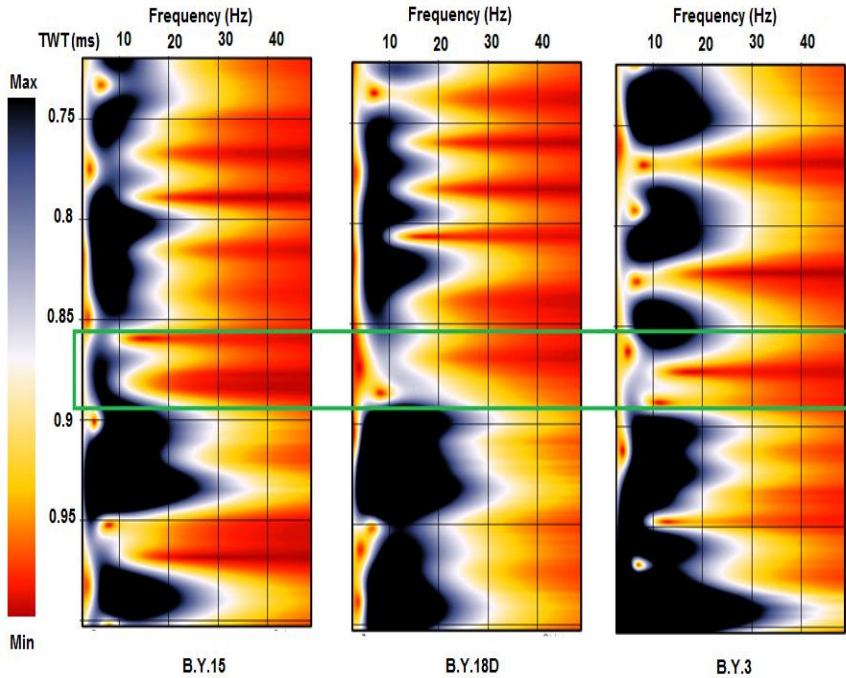 Frequency (Hz) Frequency (Hz) Frequency (Hz)
TWT(ms) 10 20 30 40 10 20 30 40 10 20 30 40
Max
0.75
0.8
0.85
0.9
0.95
Min
B.Y.15 B.Y.18D B.Y.3